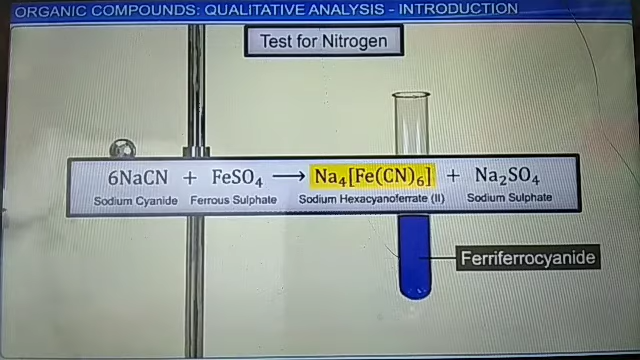 ORGANIC COMPOUNDS: QUALITATIVE ANALYSIS - INTRODUCTION
Test for Nitrogen
6NaCN + FeSO₄ ⟶ Na₄[Fe(CN)₆] + Na₂SO₄
Sodium Cyanide Ferrous Sulphate Sodium Hexacyanoferrate (II) Sodium Sulphate
Ferriferrocyanide